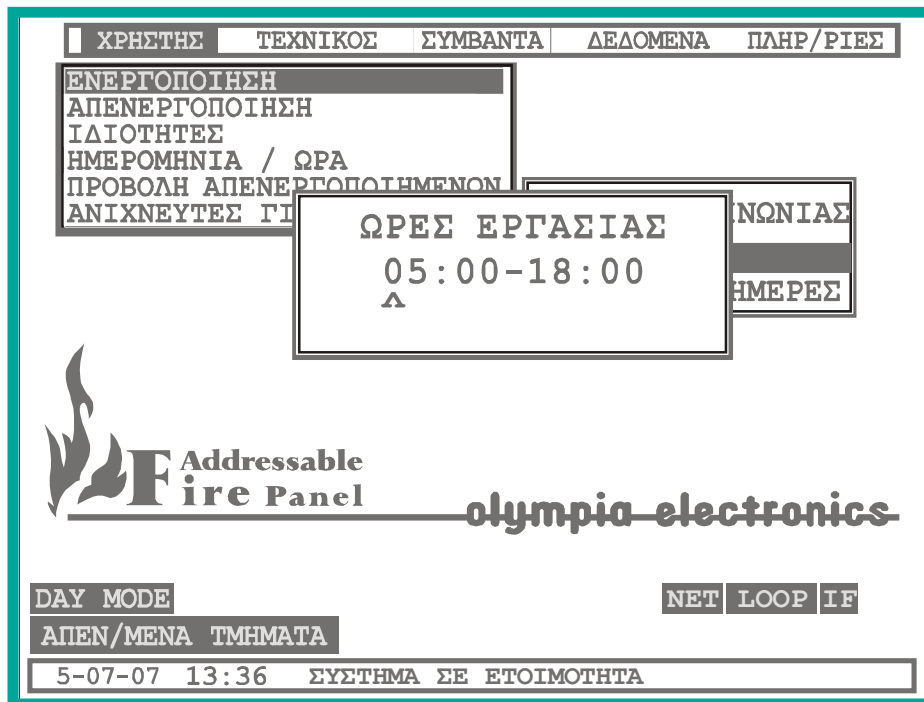 ΧΡΗΣΤΗΣ ΤΕΧΝΙΚΟΣ ΣΥΜΒΑΝΤΑ ΔΕΔΟΜΕΝΑ ΠΛΗΡ/ΡΙΕΣ
ΕΝΕΡΓΟΠΟΙΗΣΗ
ΑΠΕΝΕΡΓΟΠΟΙΗΣΗ
ΙΔΙΟΤΗΤΕΣ
ΗΜΕΡΟΜΗΝΙΑ / ΩΡΑ
ΠΡΟΒΟΛΗ ΑΠΕΝΕΡΓΟΠΟΙΗΜΕΝΩΝ
ΑΝΙΧΝΕΥΤΕΣ
ΩΡΕΣ ΕΡΓΑΣΙΑΣ
05:00-18:00
^
ΗΜΕΡΕΣ
Addressable
Fire Panel
olympia electronics
DAY MODE NET LOOP IF
ΑΠΕΝ/ΜΕΝΑ ΤΜΗΜΑΤΑ
5-07-07 13:36 ΣΥΣΤΗΜΑ ΣΕ ΕΤΟΙΜΟΤΗΤΑ